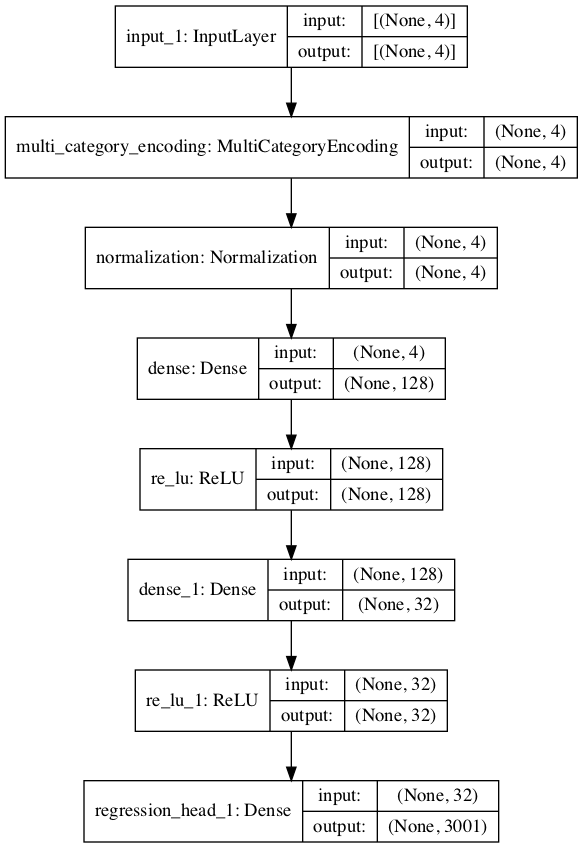 input_1: InputLayer
input: [(None, 4)]
output: [(None, 4)]
multi_category_encoding: MultiCategoryEncoding
input: (None, 4)
output: (None, 4)
normalization: Normalization
input: (None, 4)
output: (None, 4)
dense: Dense
input: (None, 4)
output: (None, 128)
re_lu: ReLU
input: (None, 128)
output: (None, 128)
dense_1: Dense
input: (None, 128)
output: (None, 32)
re_lu_1: ReLU
input: (None, 32)
output: (None, 32)
regression_head_1: Dense
input: (None, 32)
output: (None, 3001)